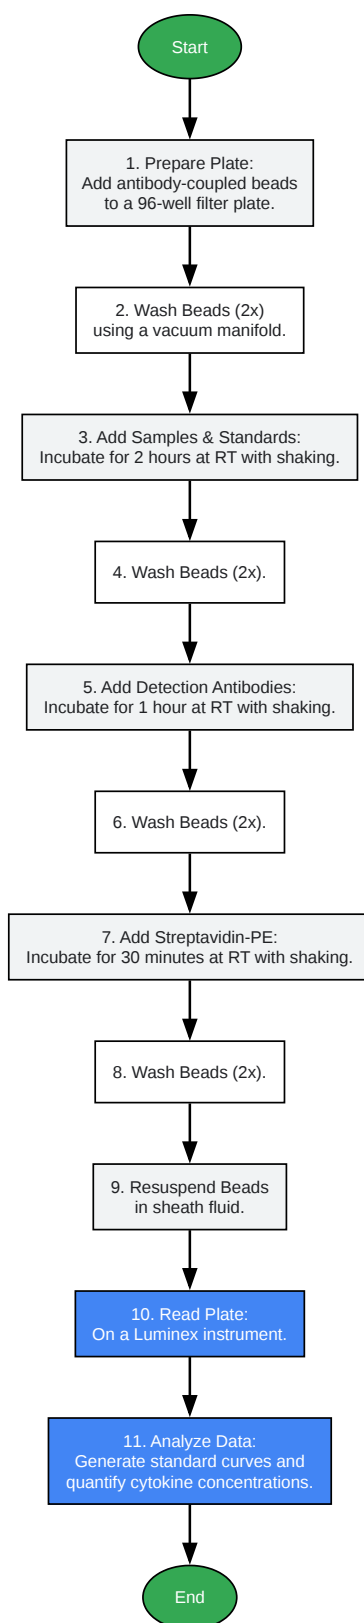 Start
1. Prepare Plate:
Add antibody-coupled beads
to a 96-well filter plate.
2. Wash Beads (2x)
using a vacuum manifold.
3. Add Samples & Standards:
Incubate for 2 hours at RT with shaking.
4. Wash Beads (2x).
5. Add Detection Antibodies:
Incubate for 1 hour at RT with shaking.
6. Wash Beads (2x).
7. Add Streptavidin-PE:
Incubate for 30 minutes at RT with shaking.
8. Wash Beads (2x).
9. Resuspend Beads
in sheath fluid.
10. Read Plate:
On a Luminex instrument.
11. Analyze Data:
Generate standard curves and
quantify cytokine concentrations.
End